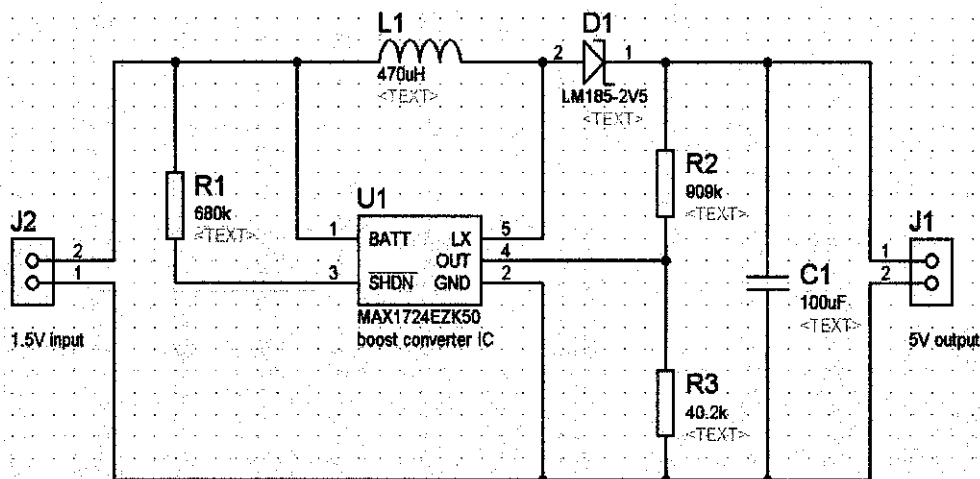 L1
470uH
<TEXT>
D1
2
1
LM185-2V5
<TEXT>
R1
680k
<TEXT>
R2
909k
<TEXT>
U1
1
BATT
LX
5
OUT
4
3
SHDN
GND
2
MAX1724EZK50
boost converter IC
J2
2
1
1.5V input
J1
1
2
5V output
C1
100uF
<TEXT>
R3
40.2k
<TEXT>